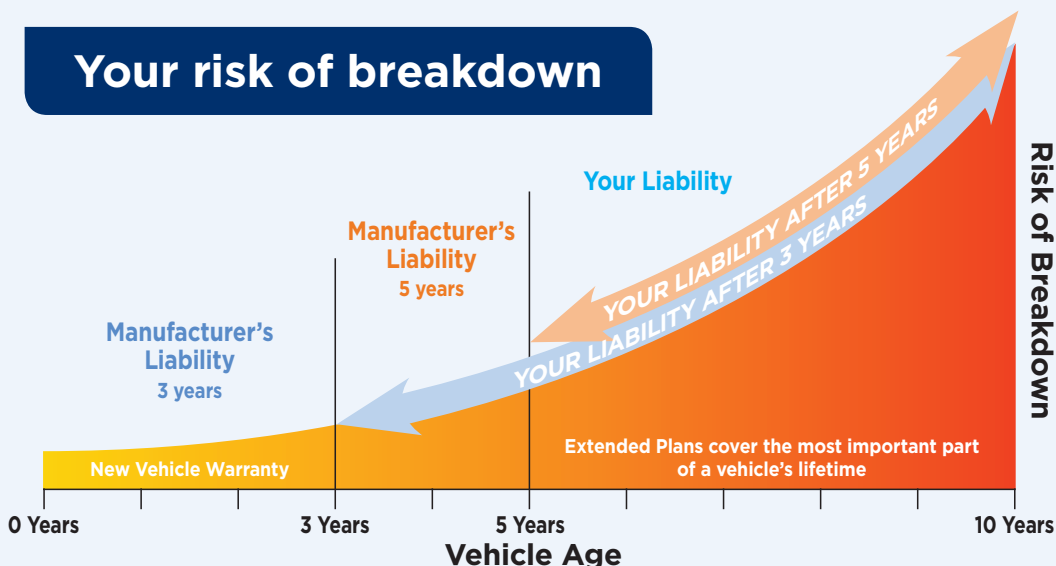 Your risk of breakdown
Your Liability
Manufacturer's
Liability
5 years
Manufacturer's
Liability
3 years
YOUR LIABILITY AFTER 5 YEARS
YOUR LIABILITY AFTER 3 YEARS
Risk of Breakdown
New Vehicle Warranty
Extended Plans cover the most important part
of a vehicle's lifetime
0 Years
3 Years
5 Years
10 Years
Vehicle Age